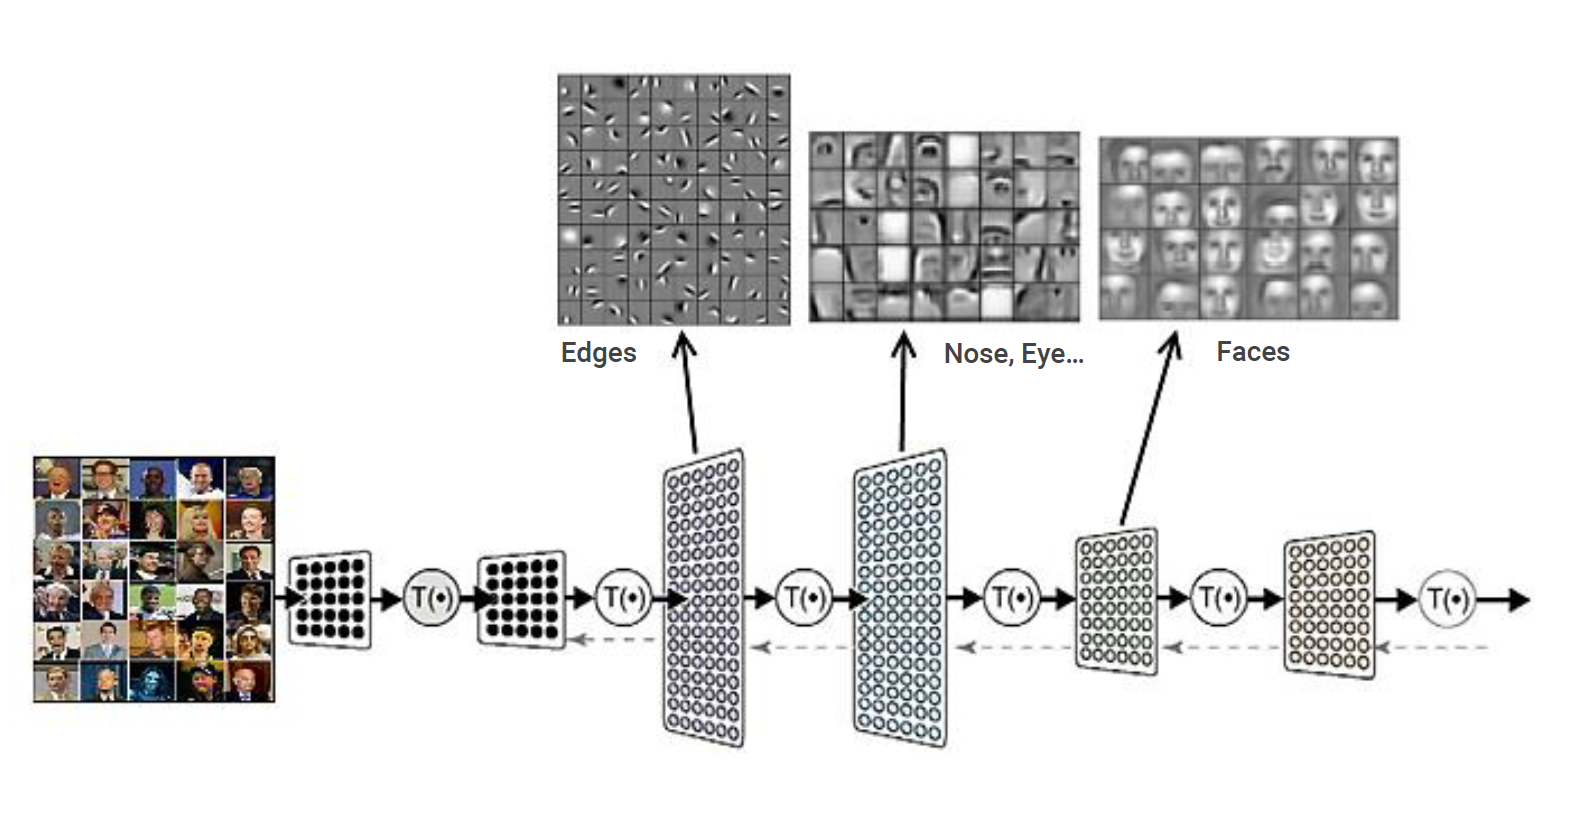 Edges
Nose, Eye...
Faces
T(•)
T(•)
T(•)
T(•)
T(•)
T(•)